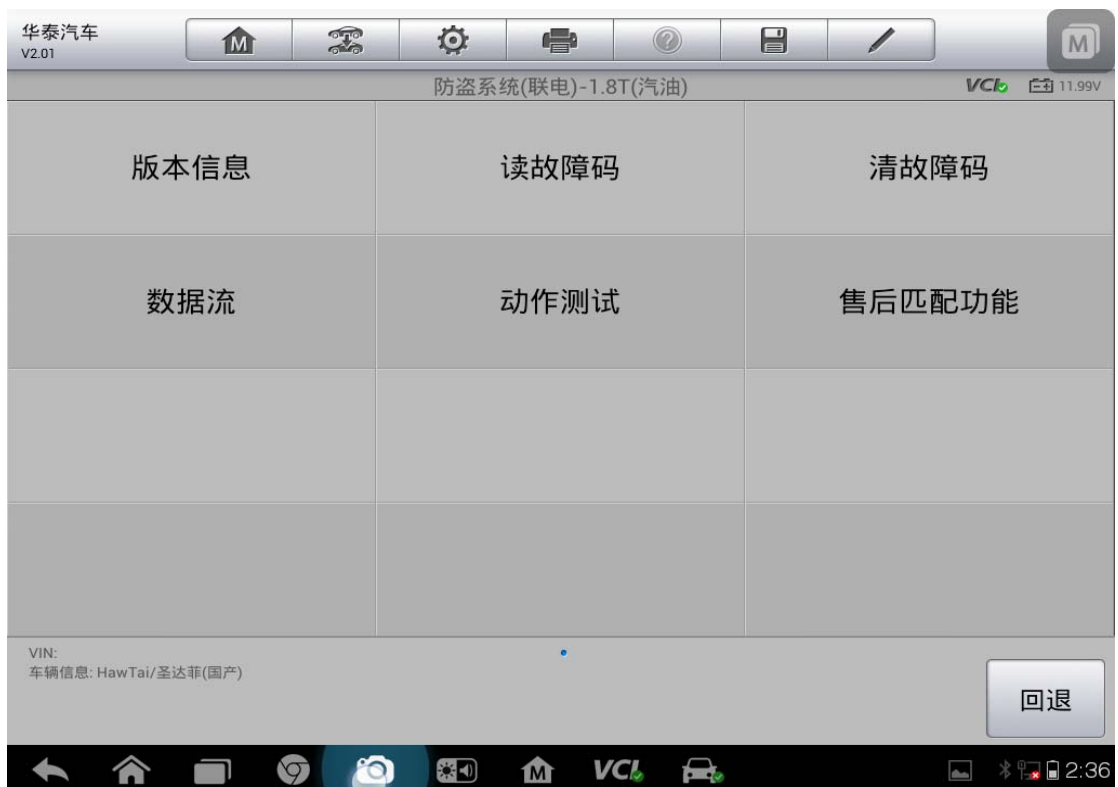 华泰汽车
V2.01
M
M
防盗系统(联电)-1.8T(汽油)
VCI
11.99V
版本信息
读故障码
清故障码
数据流
动作测试
售后匹配功能
VIN:
车辆信息: HawTai/圣达菲(国产)
回退
M
VCI
2:36